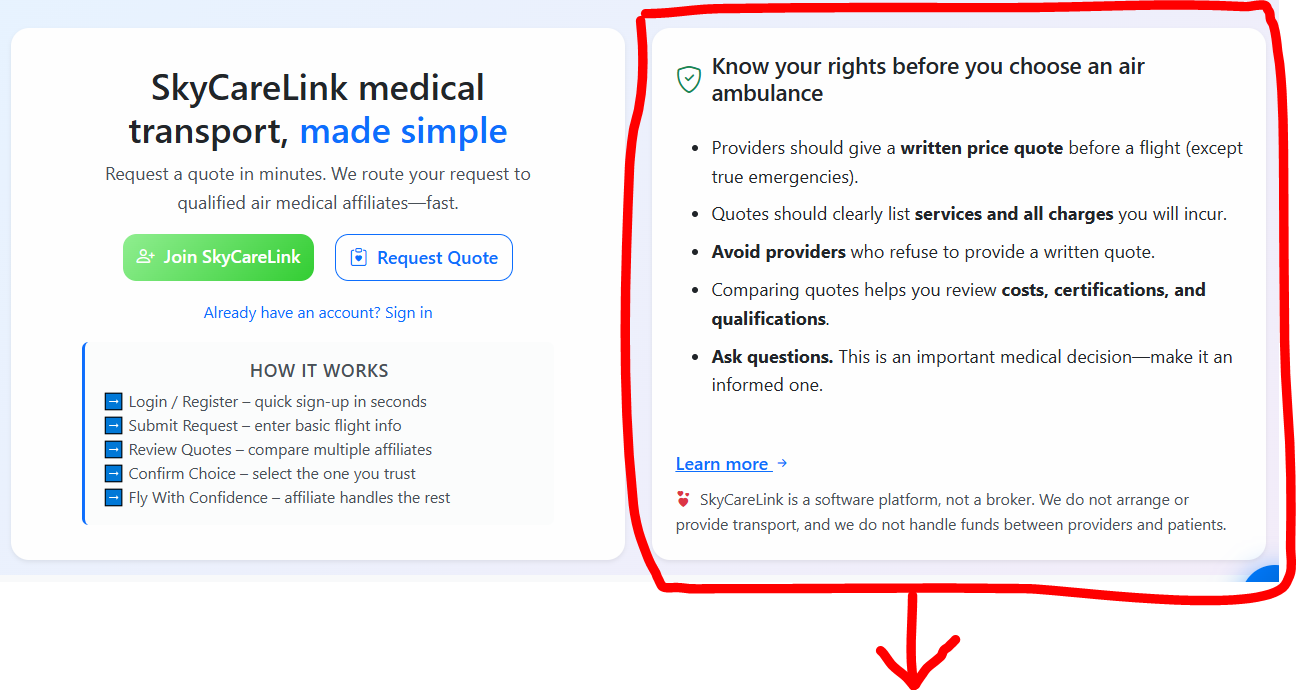 SkyCareLink medical
transport, made simple
Request a quote in minutes. We route your request to
qualified air medical affiliates—fast.
Join SkyCareLink
Request Quote
Already have an account? Sign in
HOW IT WORKS
➡ Login / Register – quick sign-up in seconds
➡ Submit Request – enter basic flight info
➡ Review Quotes – compare multiple affiliates
➡ Confirm Choice – select the one you trust
➡ Fly With Confidence – affiliate handles the rest
Know your rights before you choose an air
ambulance
• Providers should give a written price quote before a flight (except
true emergencies).
• Quotes should clearly list services and all charges you will incur.
• Avoid providers who refuse to provide a written quote.
• Comparing quotes helps you review costs, certifications, and
qualifications.
• Ask questions. This is an important medical decision—make it an
informed one.
Learn more →
SkyCareLink is a software platform, not a broker. We do not arrange or
provide transport, and we do not handle funds between providers and patients.